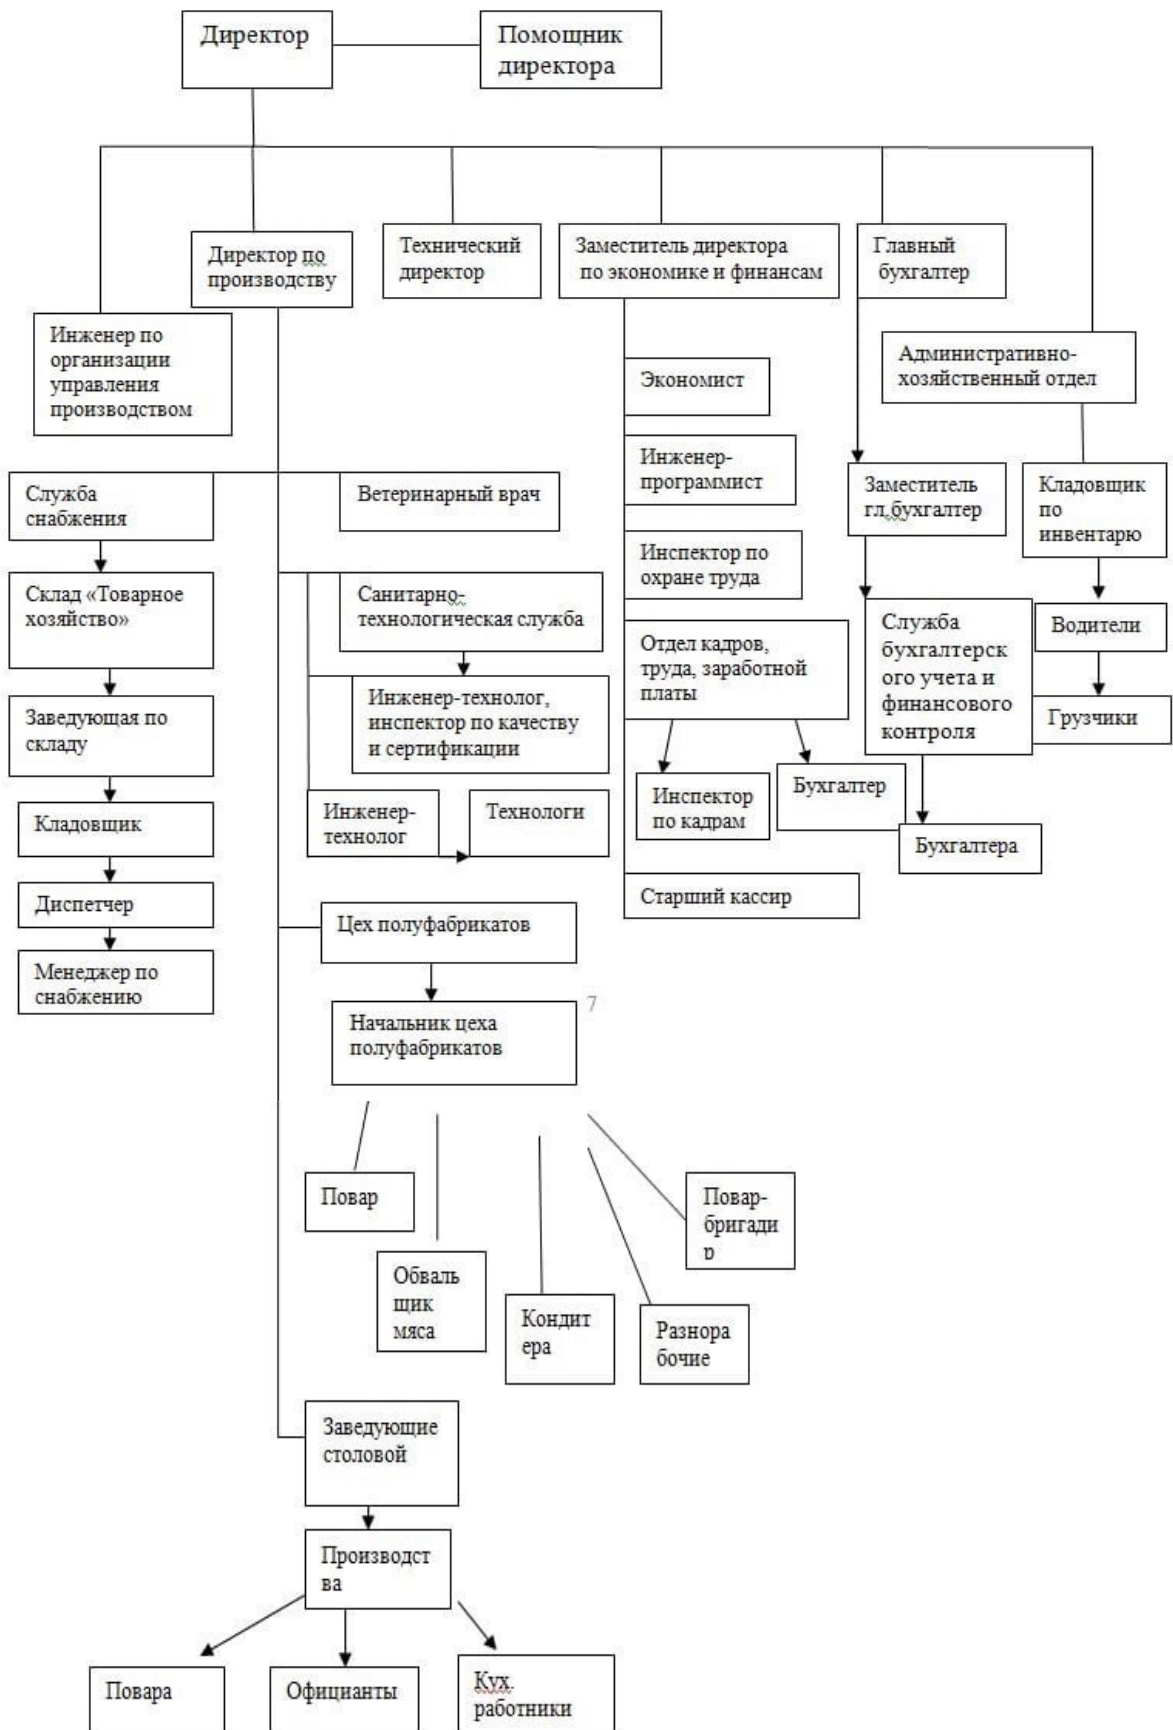 Директор
Помощник
директора
Директор по
производству
Технический
директор
Заместитель директора
по экономике и финансам
Главный
бухгалтер
Инженер по
организации
управления
производством
Административно-
хозяйственный отдел
Экономист
Инженер-
программист
Служба
снабжения
Ветеринарный врач
Заместитель
гл.бухгалтер
Кладовщик
по
инвентарю
Инспектор по
охране труда
Склад «Товарное
хозяйство»
Санитарно-
технологическая служба
Служба
бухгалтерск
ого учета и
финансового
контроля
Водители
Отдел кадров,
труда, заработной
платы
Заведующая по
складу
Инженер-технолог,
инспектор по качеству
и сертификации
Грузчики
Инспектор
по кадрам
Бухгалтер
Кладовщик
Инженер-
технолог
Технологи
Бухгалтера
Диспетчер
Старший кассир
Цех полуфабрикатов
Менеджер по
снабжению
7
Начальник цеха
полуфабрикатов
Повар
Повар-
бригади
р
Обваль
щик
мяса
Кондит
ера
Разнора
бочие
Заведующие
столовой
Производст
ва
Повара
Официанты
Кух.
работники